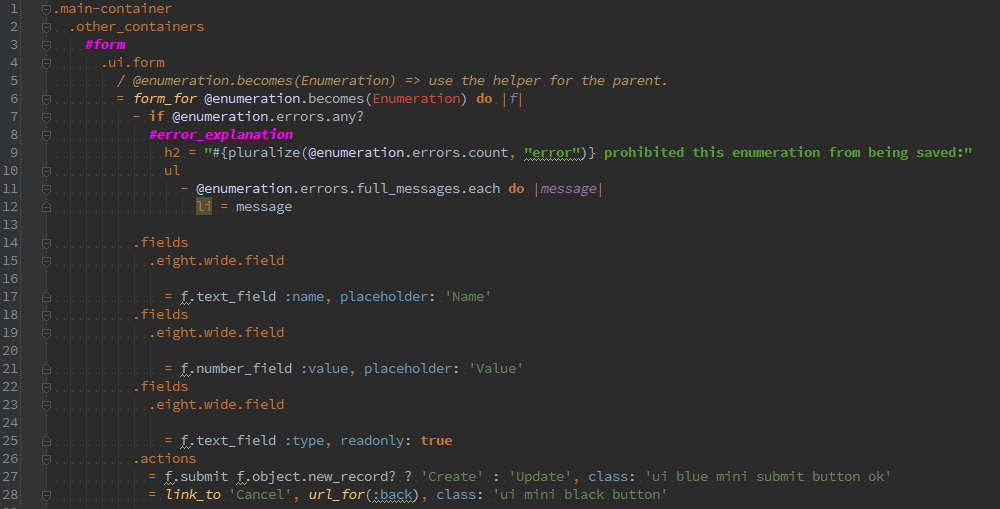 1 .main-container
2 .other_containers
3 #form
4 .ui.form
5 / @enumeration.becomes(Enumeration) => use the helper for the parent.
6 = form_for @enumeration.becomes(Enumeration) do |f|
7 - if @enumeration.errors.any?
8 #error_explanation
9 h2 = "#{pluralize(@enumeration.errors.count, "error")} prohibited this enumeration from being saved:"
10 ul
11 - @enumeration.errors.full_messages.each do |message|
12 li = message
13
14 .fields
15 .eight.wide.field
16
17 = f.text_field :name, placeholder: 'Name'
18 .fields
19 .eight.wide.field
20
21 = f.number_field :value, placeholder: 'Value'
22 .fields
23 .eight.wide.field
24
25 = f.text_field :type, readonly: true
26 .actions
27 = f.submit f.object.new_record? ? 'Create' : 'Update', class: 'ui blue mini submit button ok'
28 = link_to 'Cancel', url_for(:back), class: 'ui mini black button'